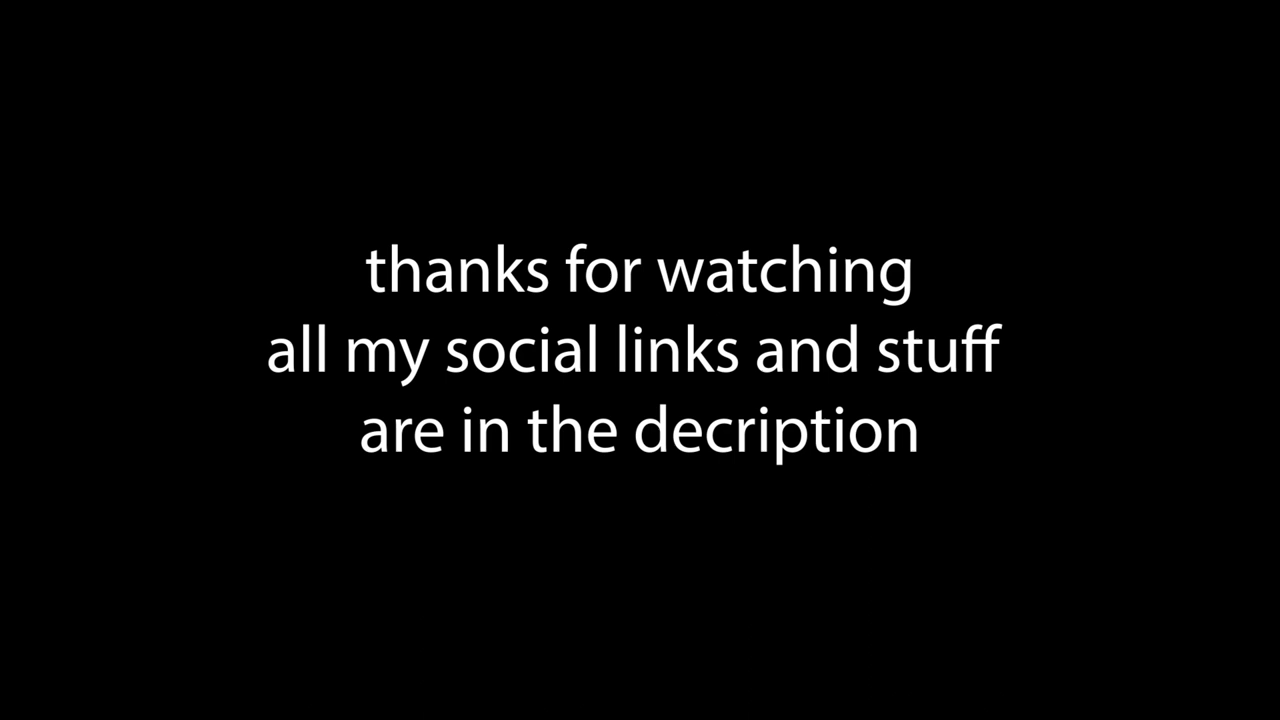 thanks for watching
all my social links and stuff
are in the decription